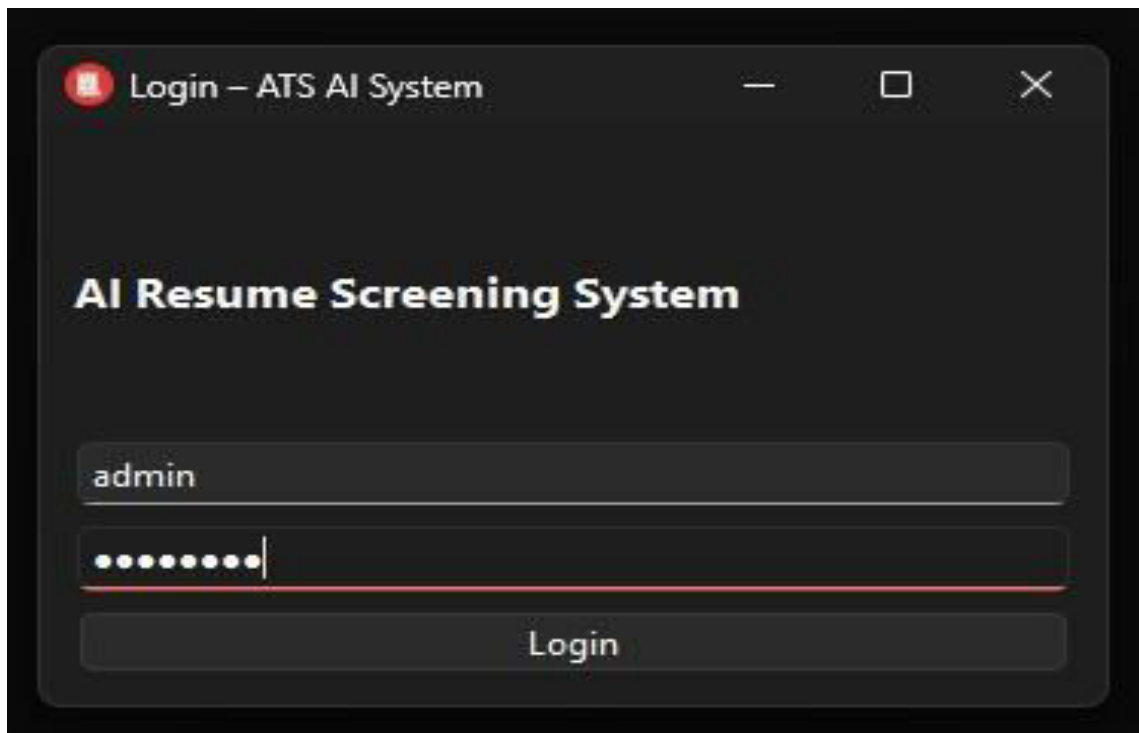 Login – ATS AI System
AI Resume Screening System
admin
••••••••
Login